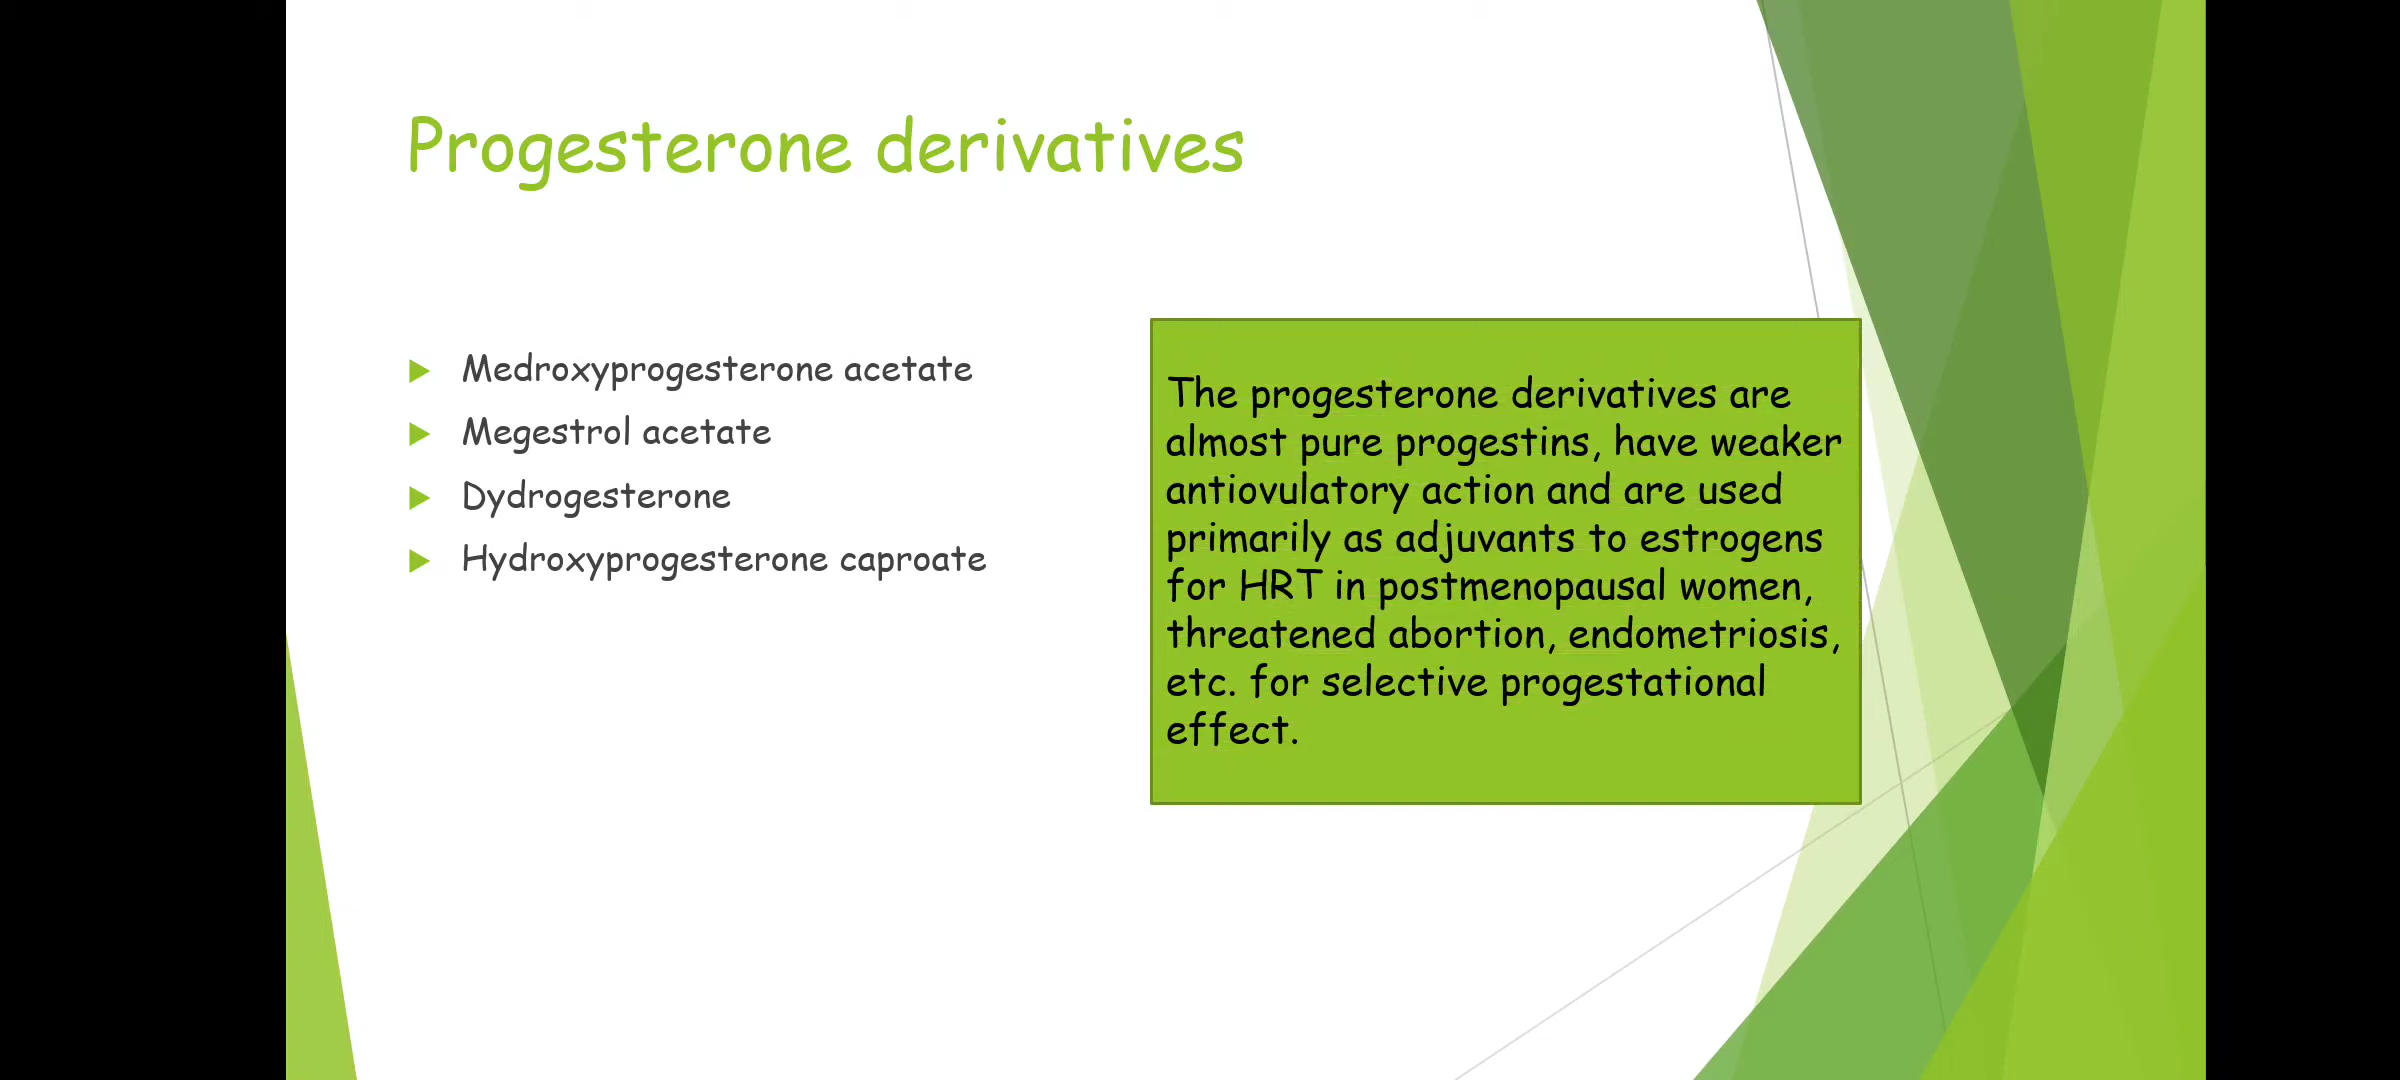 Progesterone derivatives
Medroxyprogesterone acetate
Megestrol acetate
Dydrogesterone
Hydroxyprogesterone caproate
The progesterone derivatives are
almost pure progestins, have weaker
antiovulatory action and are used
primarily as adjuvants to estrogens
for HRT in postmenopausal women,
threatened abortion, endometriosis,
etc. for selective progestational
effect.